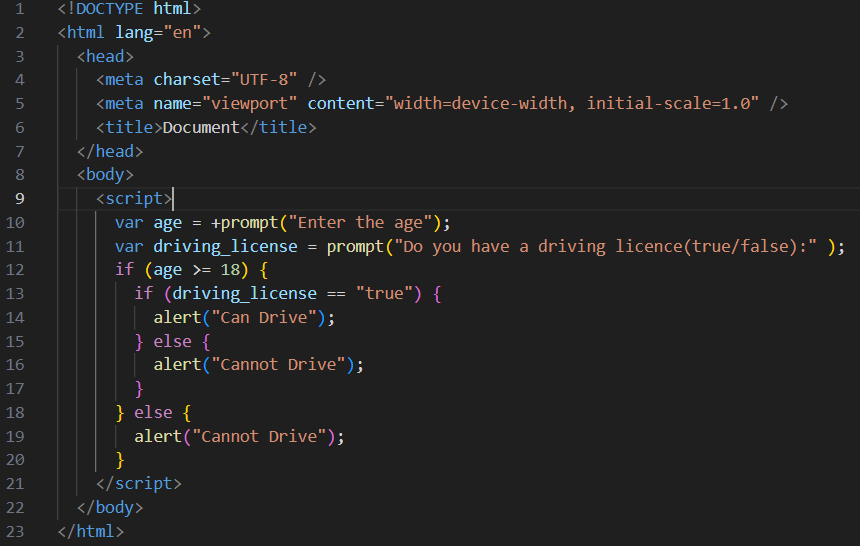 1 <!DOCTYPE html>
2 <html lang="en">
3   <head>
4     <meta charset="UTF-8" />
5     <meta name="viewport" content="width=device-width, initial-scale=1.0" />
6     <title>Document</title>
7   </head>
8   <body>
9     <script>
10       var age = +prompt("Enter the age");
11       var driving_license = prompt("Do you have a driving licence(true/false):" );
12       if (age >= 18) {
13         if (driving_license == "true") {
14           alert("Can Drive");
15         } else {
16           alert("Cannot Drive");
17         }
18       } else {
19         alert("Cannot Drive");
20       }
21     </script>
22   </body>
23 </html>